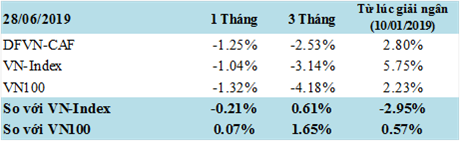 28/06/2019 1 Tháng 3 Tháng Từ lúc giải ngân (10/01/2019)
DFVN-CAF -1.25% -2.53% 2.80%
VN-Index -1.04% -3.14% 5.75%
VN100 -1.32% -4.18% 2.23%
So với VN-Index -0.21% 0.61% -2.95%
So với VN100 0.07% 1.65% 0.57%